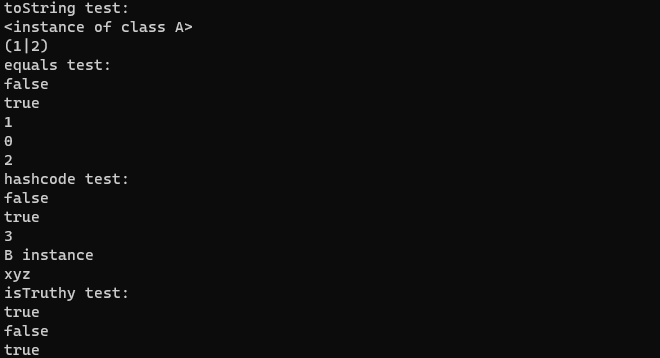 toString test:
<instance of class A>
(1|2)
equals test:
false
true
1
0
2
hashcode test:
false
true
3
B instance
xyz
isTruthy test:
true
false
true